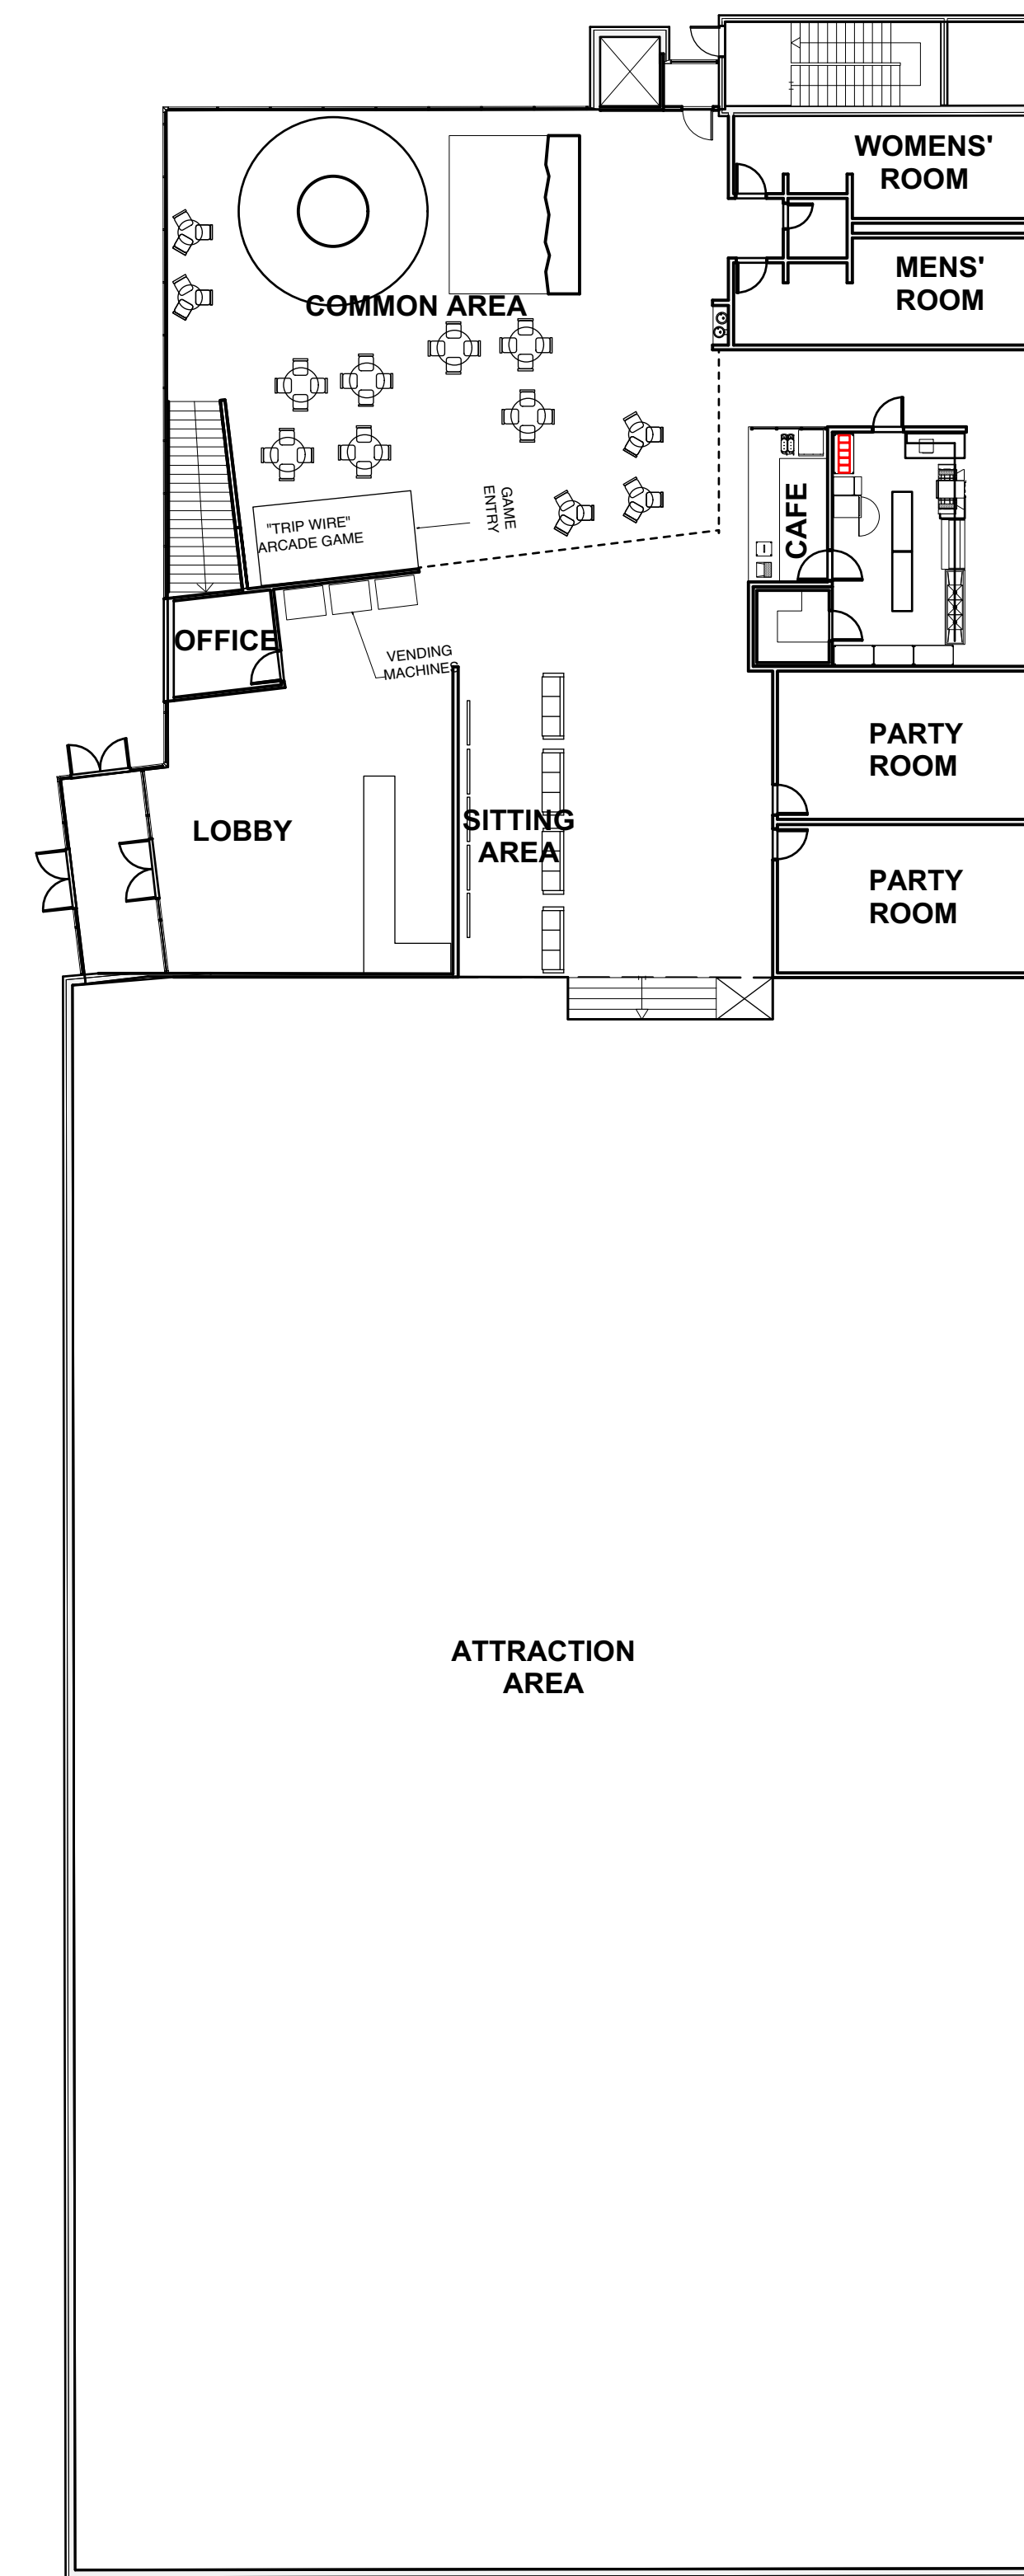 WOMENS'
ROOM
MENS'
ROOM
COMMON AREA
"TRIP WIRE"
ARCADE GAME
GAME
ENTRY
CAFE
OFFICE
VENDING
MACHINES
PARTY
ROOM
LOBBY
SITTING
AREA
PARTY
ROOM
ATTRACTION
AREA